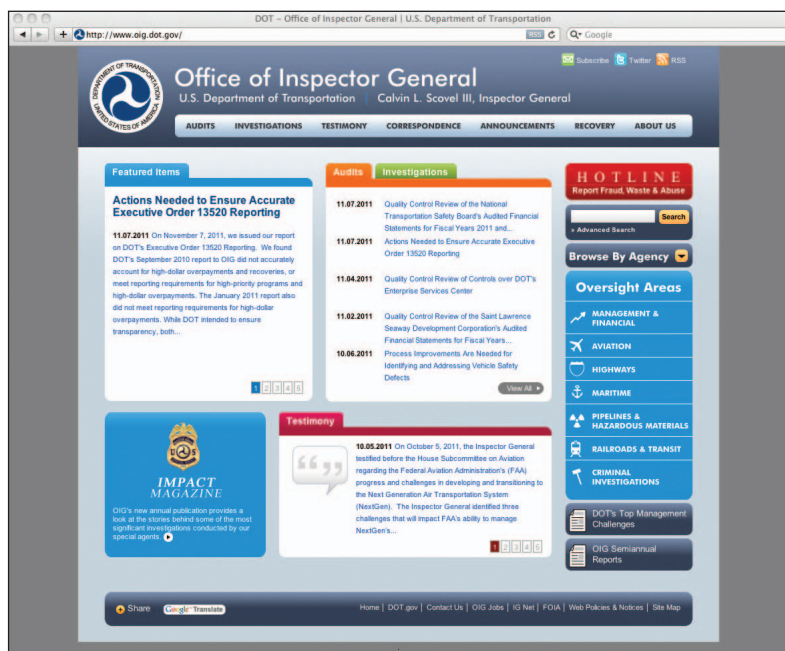 DOT – Office of Inspector General | U.S. Department of Transportation
http://www.oig.dot.gov/
RSS
Google
Subscribe Twitter RSS
DEPARTMENT OF TRANSPORTATION
UNITED STATES OF AMERICA
Office of Inspector General
U.S. Department of Transportation | Calvin L. Scovel III, Inspector General
AUDITS INVESTIGATIONS TESTIMONY CORRESPONDENCE ANNOUNCEMENTS RECOVERY ABOUT US
Featured Items
Actions Needed to Ensure Accurate
Executive Order 13520 Reporting
11.07.2011 On November 7, 2011, we issued our report
on DOT's Executive Order 13520 Reporting. We found
DOT's September 2010 report to OIG did not accurately
account for high-dollar overpayments and recoveries, or
meet reporting requirements for high-priority programs and
high-dollar overpayments. The January 2011 report also
did not meet reporting requirements for high-dollar
overpayments. While DOT intended to ensure
transparency, both...
1 2 3 4 5
Audits Investigations
11.07.2011 Quality Control Review of the National
Transportation Safety Board's Audited Financial
Statements for Fiscal Years 2011 and...
11.07.2011 Actions Needed to Ensure Accurate Executive
Order 13520 Reporting
11.04.2011 Quality Control Review of Controls over DOT's
Enterprise Services Center
11.02.2011 Quality Control Review of the Saint Lawrence
Seaway Development Corporation's Audited
Financial Statements for Fiscal Years...
10.06.2011 Process Improvements Are Needed for
Identifying and Addressing Vehicle Safety
Defects
View All
HOTLINE
Report Fraud, Waste & Abuse
Search
» Advanced Search
Browse By Agency
Oversight Areas
MANAGEMENT &
FINANCIAL
AVIATION
HIGHWAYS
MARITIME
PIPELINES &
HAZARDOUS MATERIALS
RAILROADS & TRANSIT
CRIMINAL
INVESTIGATIONS
DOT's Top Management
Challenges
OIG Semiannual
Reports
IMPACT
MAGAZINE
OIG's new annual publication provides a
look at the stories behind some of the most
significant investigations conducted by our
special agents.
Testimony
10.05.2011 On October 5, 2011, the Inspector General
testified before the House Subcommittee on Aviation
regarding the Federal Aviation Administration's (FAA)
progress and challenges in developing and transitioning to
the Next Generation Air Transportation System
(NextGen). The Inspector General identified three
challenges that will impact FAA's ability to manage
NextGen's...
1 2 3 4 5
Share Google Translate
Home | DOT.gov | Contact Us | OIG Jobs | IG Net | FOIA | Web Policies & Notices | Site Map